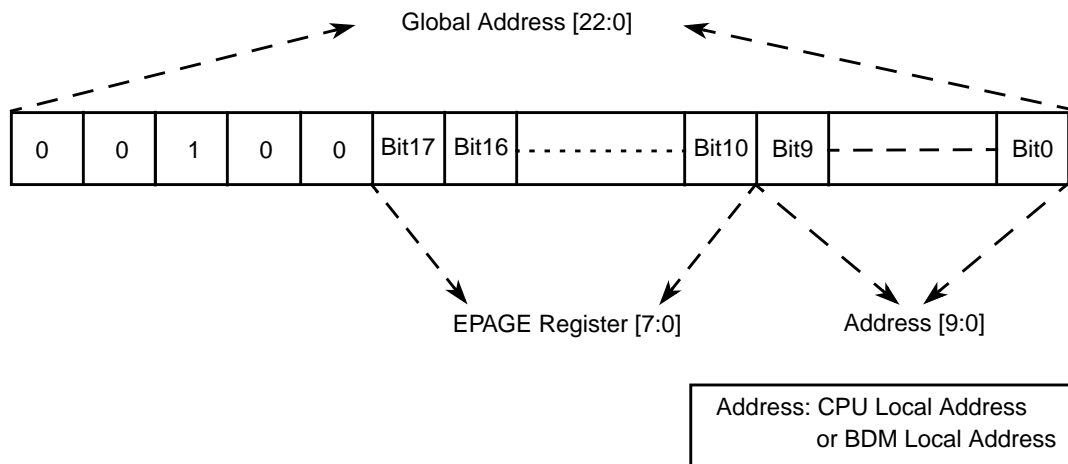 Global Address [22:0]
0 0 1 0 0 Bit17 Bit16 Bit10 Bit9 Bit0
EPAGE Register [7:0] Address [9:0]
Address: CPU Local Address
or BDM Local Address